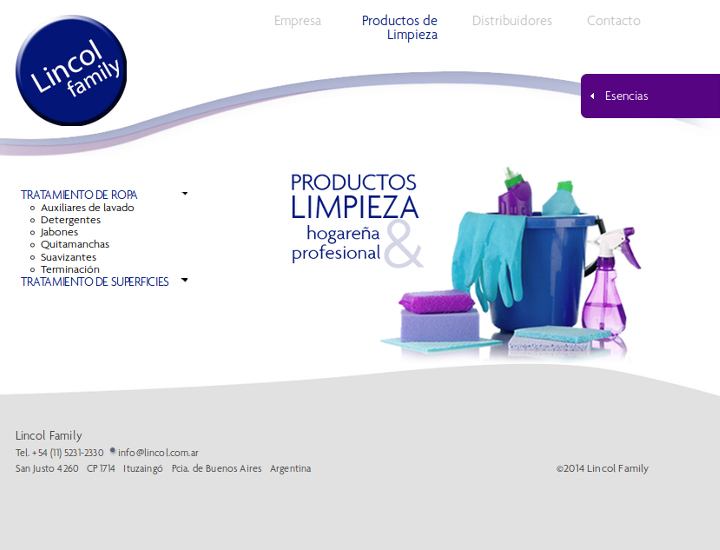 Lincol
family
Empresa
Productos de
Limpieza
Distribuidores
Contacto
Esencias
TRATAMIENTO DE ROPA
Auxiliares de lavado
Detergentes
Jabones
Quitamanchas
Suavizantes
Terminación
TRATAMIENTO DE SUPERFICIES
PRODUCTOS
LIMPIEZA
hogareña
profesional &
Lincol Family
Tel. +54 (11) 5231-2330 info@lincol.com.ar
San Justo 4260 CP 1714 Ituzaingó Pcia. de Buenos Aires Argentina
©2014 Lincol Family